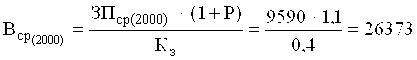 В_ср(2000) = ЗП_ср(2000) · (1+Р) / К_з = 9590 · 1,1 / 0,4 = 26373